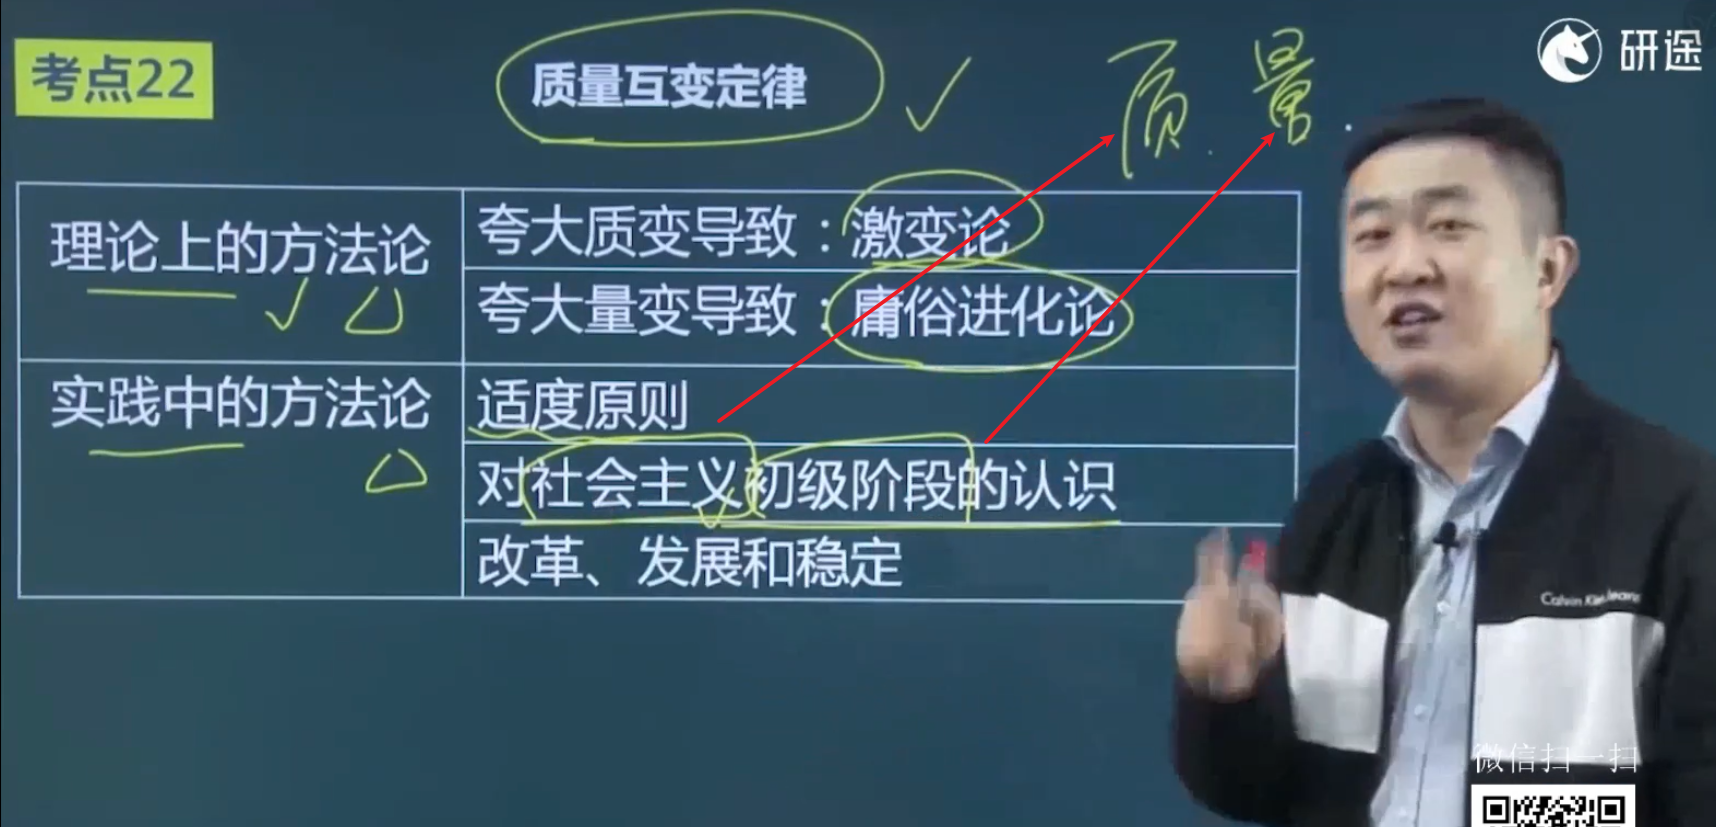 考点22
质量互变定律
质 量
研途
理论上的方法论
夸大质变导致：激变论
夸大量变导致：庸俗进化论
实践中的方法论
适度原则
对社会主义初级阶段的认识
改革、发展和稳定
Calvin Klein Jeans
微信扫一扫